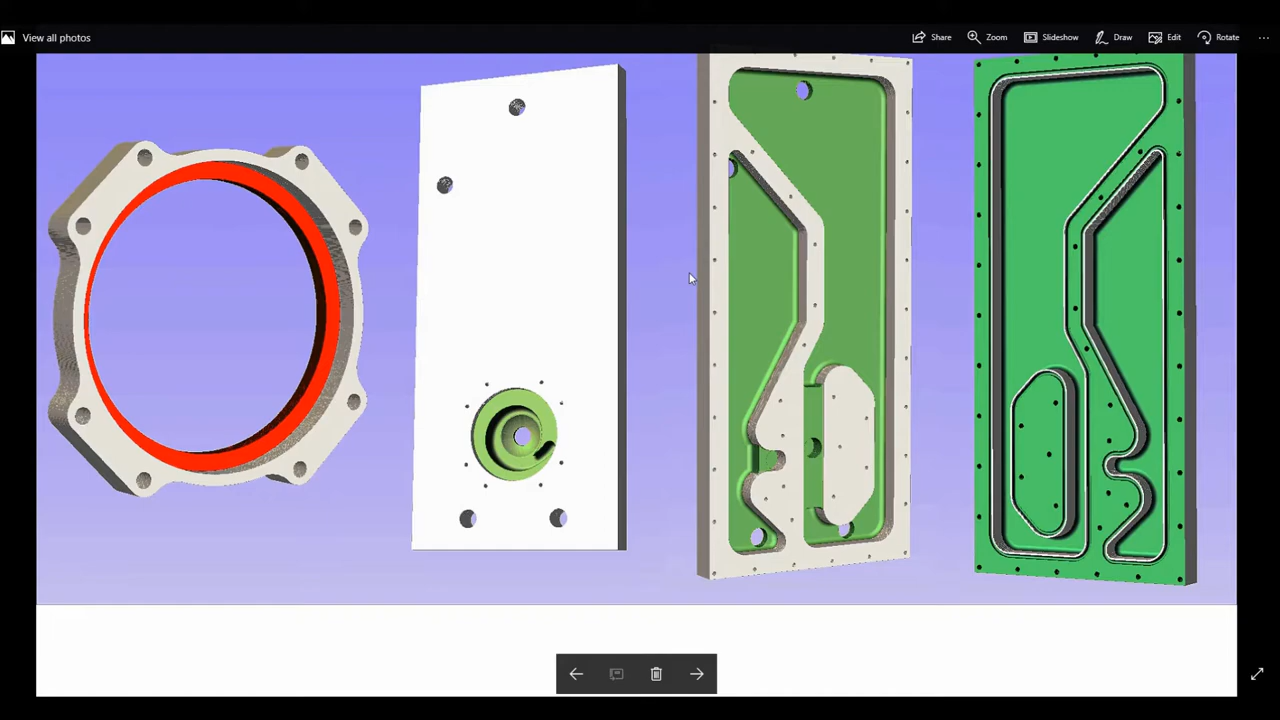 View all photos
Share
Zoom
Slideshow
Draw
Edit
Rotate